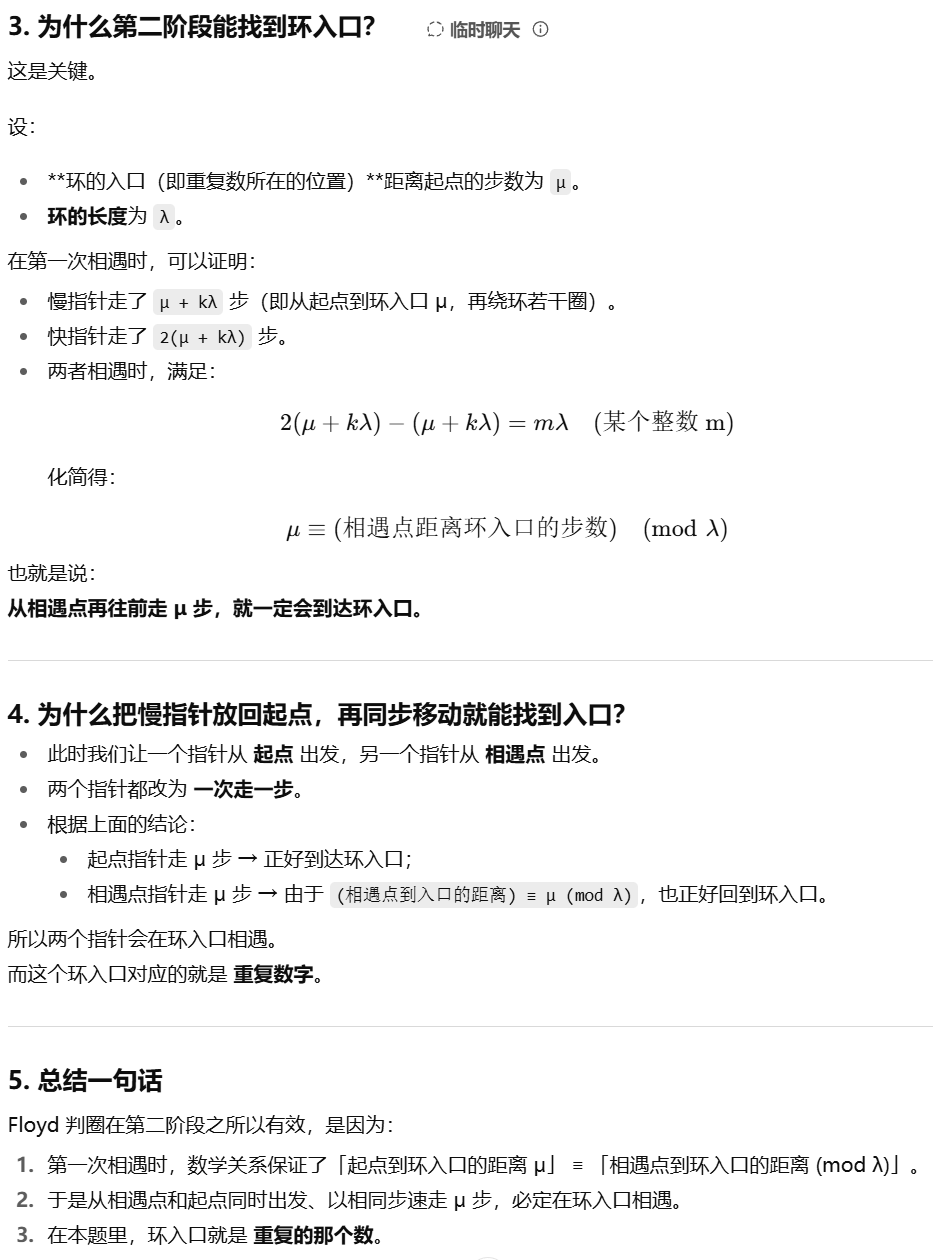 3. 为什么第二阶段能找到环入口? 临时聊天
这是关键。
设:
• **环的入口（即重复数所在的位置）**距离起点的步数为 μ。
• 环的长度为 λ。
在第一次相遇时，可以证明:
• 慢指针走了 μ + kλ 步（即从起点到环入口 μ，再绕环若干圈）。
• 快指针走了 2(μ + kλ) 步。
• 两者相遇时，满足:
2(μ + kλ) − (μ + kλ) = mλ (某个整数 m)
化简得:
μ ≡ (相遇点距离环入口的步数) (mod λ)
也就是说:
从相遇点再往前走 μ 步，就一定会到达环入口。
4. 为什么把慢指针放回起点，再同步移动就能找到入口?
• 此时我们让一个指针从 起点 出发，另一个指针从 相遇点 出发。
• 两个指针都改为 一次走一步。
• 根据上面的结论:
• 起点指针走 μ 步 → 正好到达环入口;
• 相遇点指针走 μ 步 → 由于 (相遇点到入口的距离) ≡ μ (mod λ)，也正好回到环入口。
所以两个指针会在环入口相遇。
而这个环入口对应的就是 重复数字。
5. 总结一句话
Floyd 判圈在第二阶段之所以有效，是因为:
1. 第一次相遇时，数学关系保证了「起点到环入口的距离 μ」 ≡ 「相遇点到环入口的距离 (mod λ)」。
2. 于是从相遇点和起点同时出发、以相同步速走 μ 步，必定在环入口相遇。
3. 在本题里，环入口就是 重复的那个数。